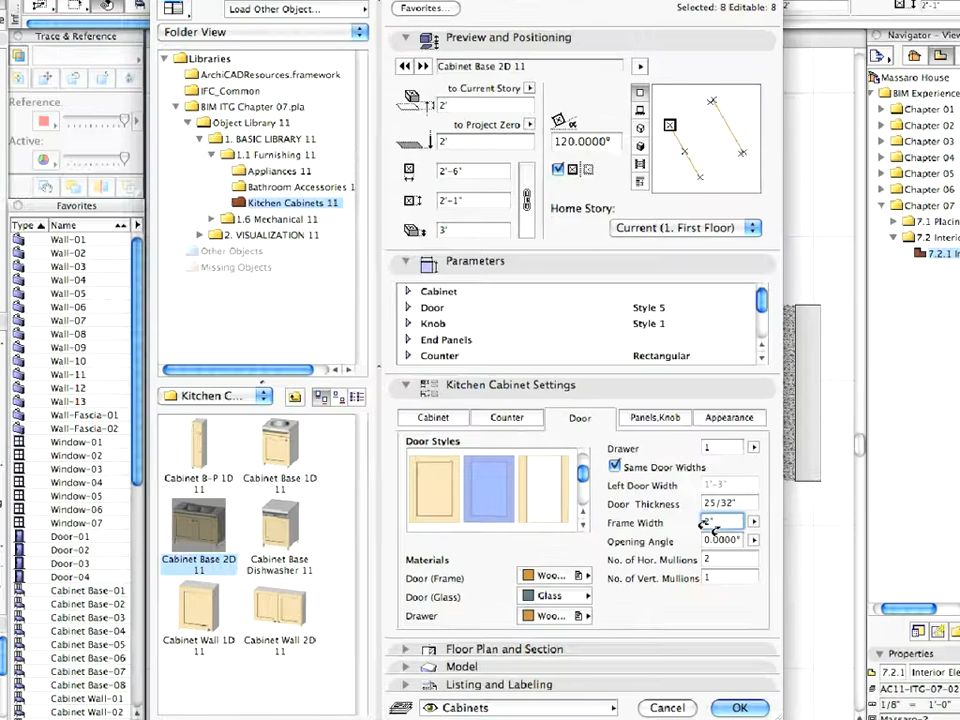 Load Other Object...
Favorites...
Selected: 8 Editable: 8
2'-1"
Trace & Reference
Folder View
Preview and Positioning
Navigator - View
Libraries
ArchiCADResources.framework
IFC_Common
BIM ITG Chapter 07.pla
Object Library 11
1. BASIC LIBRARY 11
1.1 Furnishing 11
Appliances 11
Bathroom Accessories 1
Kitchen Cabinets 11
1.6 Mechanical 11
2. VISUALIZATION 11
Other Objects
Missing Objects
Reference:
Active:
Cabinet Base 2D 11
to Current Story
2'
to Project Zero
2'
120.0000°
2'-6"
2'-1"
3'
Home Story:
Current (1. First Floor)
Massaro House
BIM Experience
Chapter 01
Chapter 02
Chapter 03
Chapter 04
Chapter 05
Chapter 06
Chapter 07
7.1 Placin
7.2 Interi
7.2.1 In
Favorites
Type
Name
Wall-01
Wall-02
Wall-03
Wall-04
Wall-05
Wall-06
Wall-07
Wall-08
Wall-09
Wall-10
Wall-11
Wall-12
Wall-13
Wall-Fascia-01
Wall-Fascia-02
Window-01
Window-02
Window-03
Window-04
Window-05
Window-06
Window-07
Door-01
Door-02
Door-03
Door-04
Cabinet Base-01
Cabinet Base-02
Cabinet Base-03
Cabinet Base-04
Cabinet Base-05
Cabinet Base-06
Cabinet Base-07
Cabinet Base-08
Cabinet Wall-01
Cabinet Wall-02
Parameters
Cabinet
Door Style 5
Knob Style 1
End Panels
Counter Rectangular
Kitchen C...
Cabinet B-P 1D 11
Cabinet Base 1D 11
Cabinet Base 2D 11
Cabinet Base Dishwasher 11
Cabinet Wall 1D 11
Cabinet Wall 2D 11
Kitchen Cabinet Settings
Cabinet Counter Door Panels,Knob Appearance
Door Styles
Drawer 1
Same Door Widths
Left Door Width 1'-3"
Door Thickness 25/32"
Frame Width 2"
Opening Angle 0.0000°
No. of Hor. Mullions 2
No. of Vert. Mullions 1
Materials
Door (Frame) Woo...
Door (Glass) Glass
Drawer Woo...
Floor Plan and Section
Model
Listing and Labeling
Cabinets
Cancel
OK
Properties
7.2.1 Interior Ele
AC11-ITG-07-02
1/8" = 1'-0"